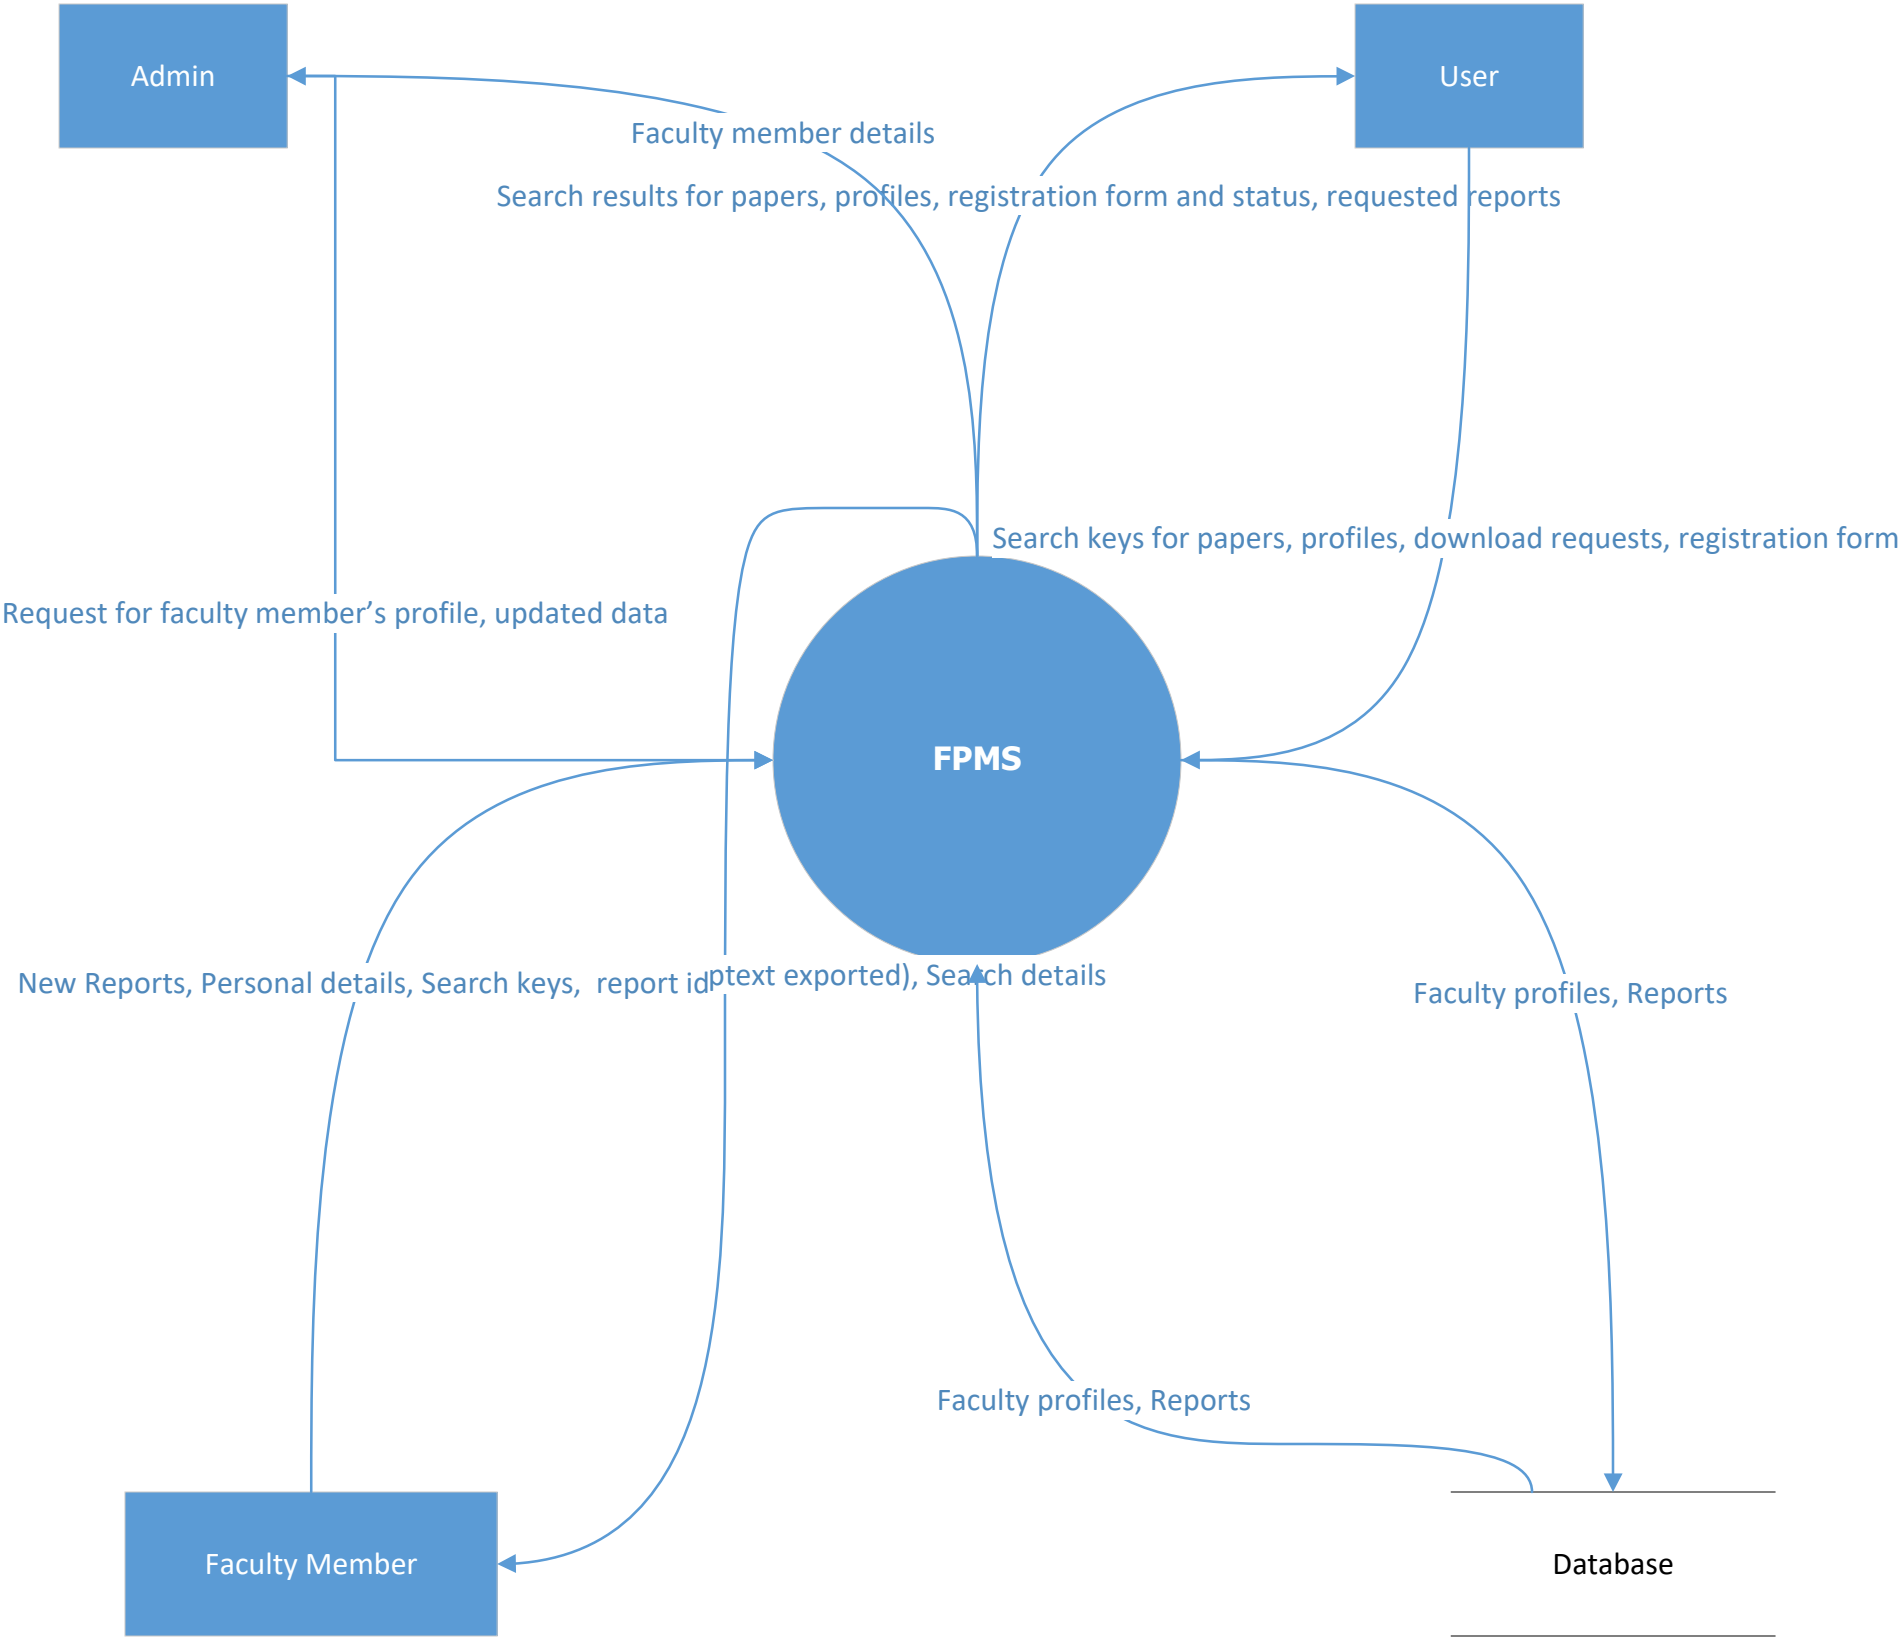 Admin
User
Faculty member details
Search results for papers, profiles, registration form and status, requested reports
Search keys for papers, profiles, download requests, registration form
Request for faculty member’s profile, updated data
FPMS
New Reports, Personal details, Search keys, report id
ptext exported), Search details
Faculty profiles, Reports
Faculty profiles, Reports
Faculty Member
Database